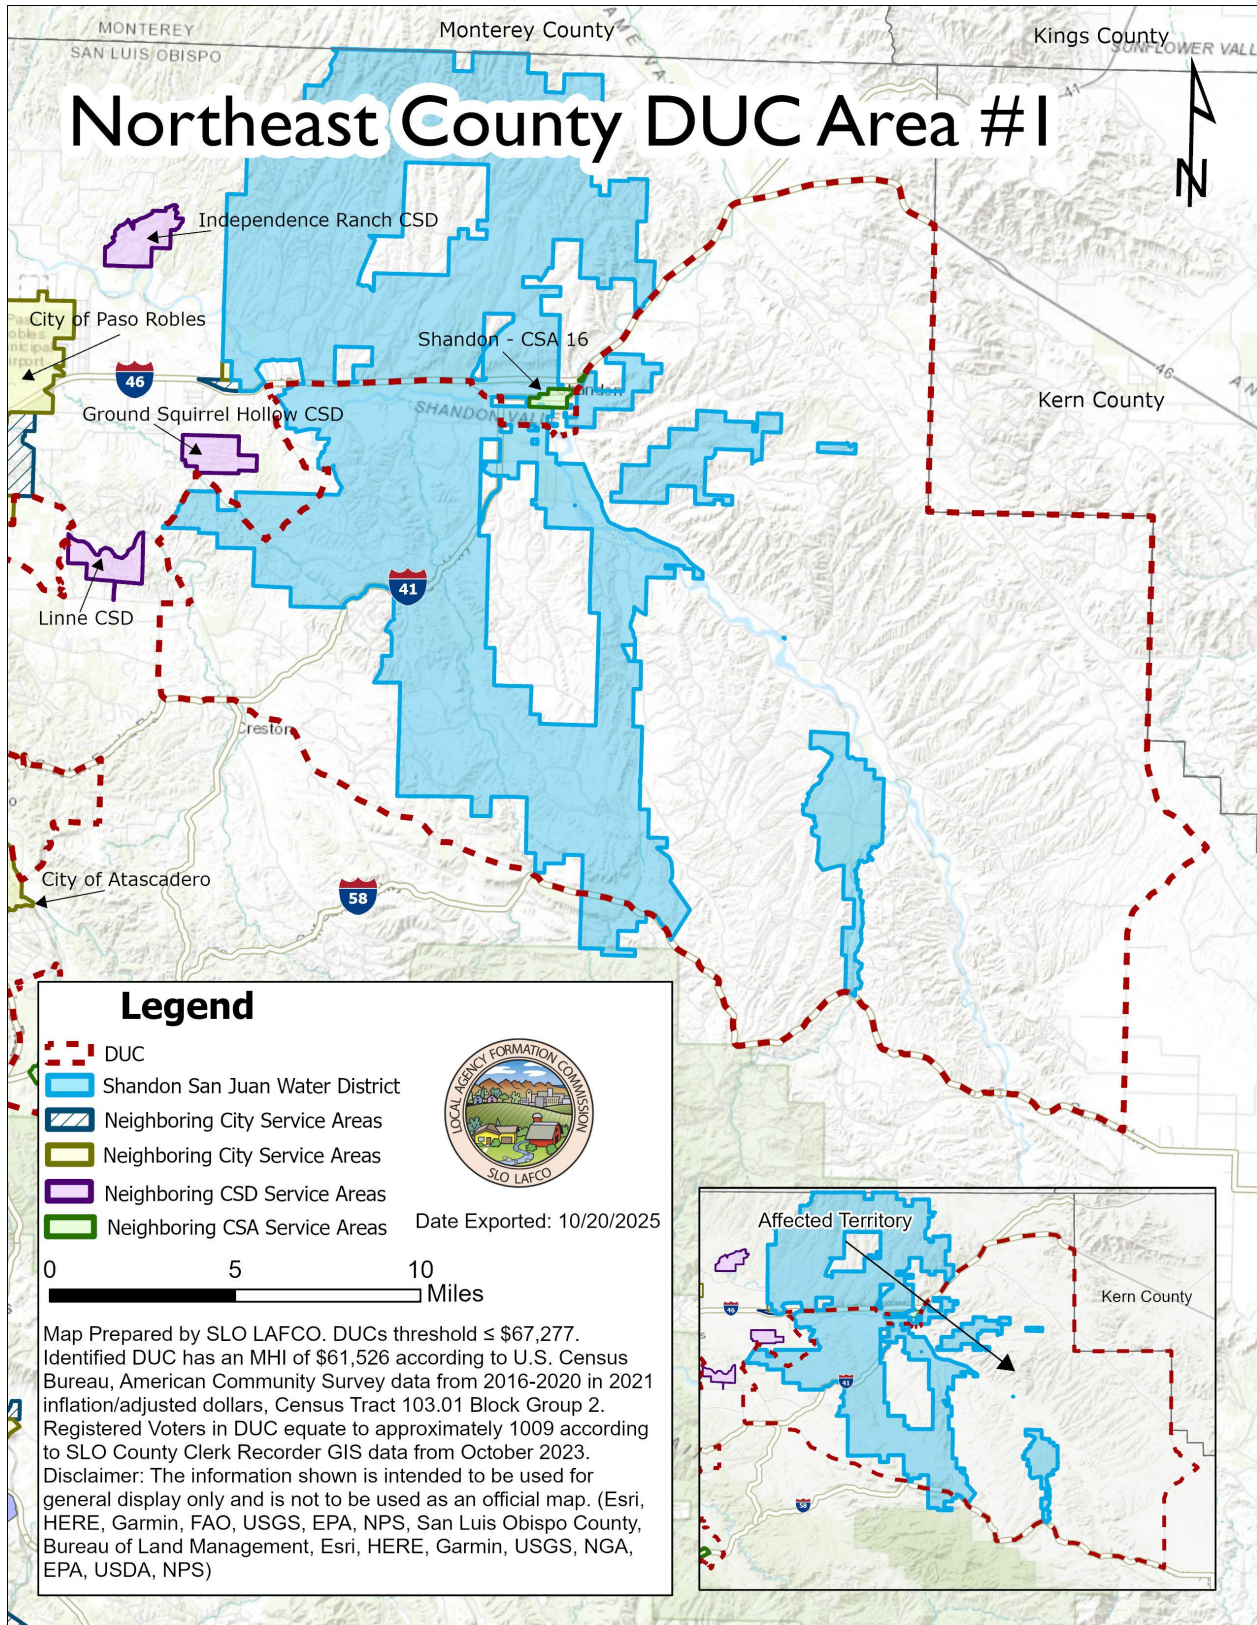 MONTEREY
Monterey County
Kings County
SAN LUIS OBISPO
SUNFLOWER VALL
41
Northeast County DUC Area #1
N
Independence Ranch CSD
City of Paso Robles
Shandon - CSA 16
46
46
Kern County
Ground Squirrel Hollow CSD
SHANDON VALLE
41
Linne CSD
Creston
City of Atascadero
58
Legend
DUC
Shandon San Juan Water District
Neighboring City Service Areas
Neighboring City Service Areas
Neighboring CSD Service Areas
Neighboring CSA Service Areas
LOCAL AGENCY FORMATION COMMISSION
SLO LAFCO
Date Exported: 10/20/2025
0 5 10
Miles
Map Prepared by SLO LAFCO. DUCs threshold ≤ $67,277.
Identified DUC has an MHI of $61,526 according to U.S. Census
Bureau, American Community Survey data from 2016-2020 in 2021
inflation/adjusted dollars, Census Tract 103.01 Block Group 2.
Registered Voters in DUC equate to approximately 1009 according
to SLO County Clerk Recorder GIS data from October 2023.
Disclaimer: The information shown is intended to be used for
general display only and is not to be used as an official map. (Esri,
HERE, Garmin, FAO, USGS, EPA, NPS, San Luis Obispo County,
Bureau of Land Management, Esri, HERE, Garmin, USGS, NGA,
EPA, USDA, NPS)
Affected Territory
Kern County
46
41
58